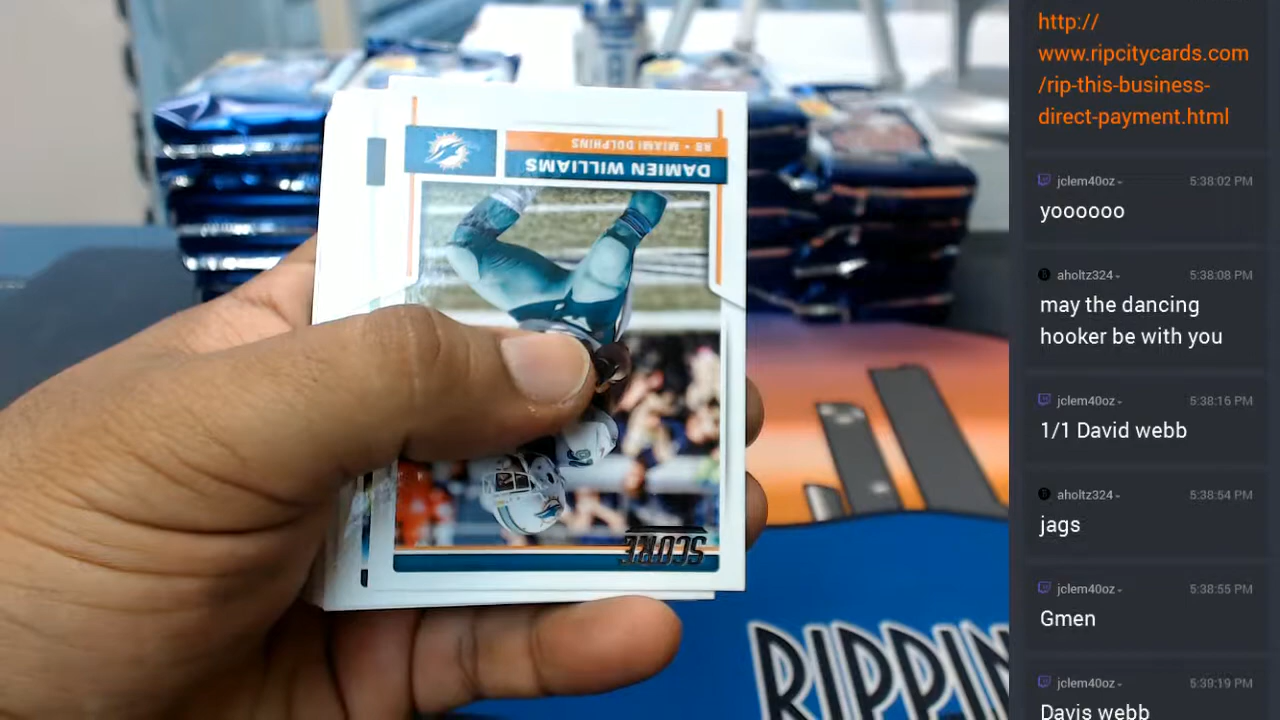 DAMIEN WILLIAMS
RB • MIAMI DOLPHINS
SCORE
RIPPIN
http://
www.ripcitycards.com
/rip-this-business-
direct-payment.html
jclem40oz
5:38:02 PM
yoooooo
aholtz324
5:38:08 PM
may the dancing
hooker be with you
jclem40oz
5:38:16 PM
1/1 David webb
aholtz324
5:38:54 PM
jags
jclem40oz
5:38:55 PM
Gmen
jclem40oz
5:39:19 PM
Davis webb